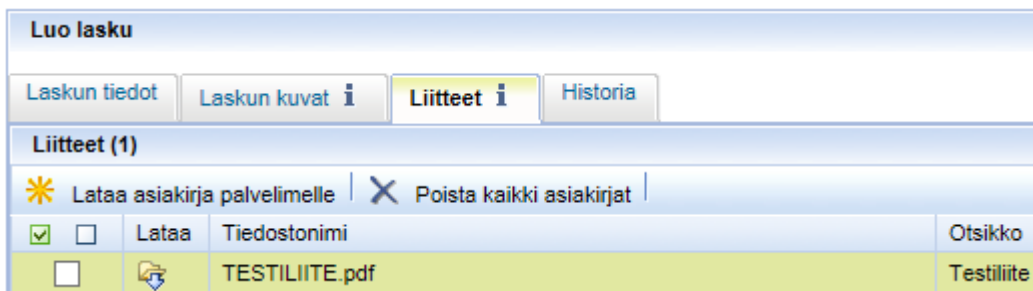 Luo lasku
Laskun tiedot Laskun kuvat i Liitteet i Historia
Liitteet (1)
Lataa asiakirja palvelimelle Poista kaikki asiakirjat
Lataa Tiedostonimi Otsikko
TESTILIITE.pdf Testiliite